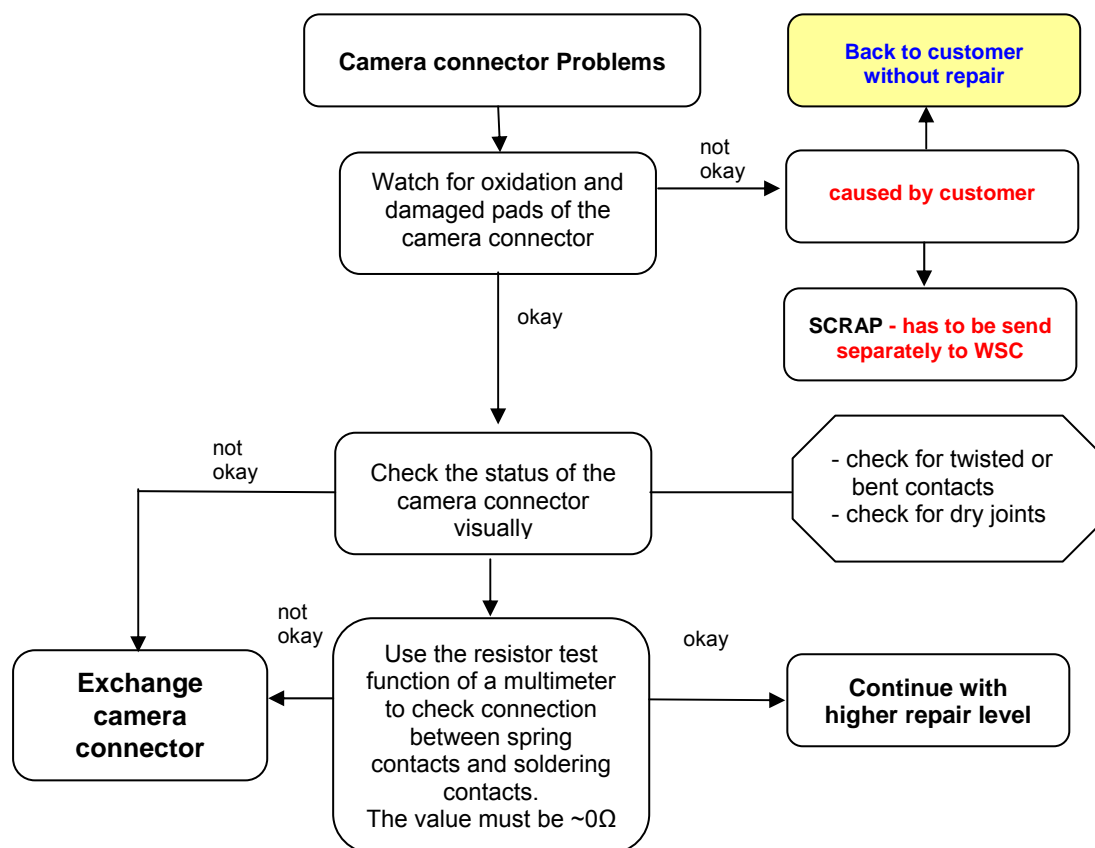 Camera connector Problems
Back to customer
without repair
not
okay
Watch for oxidation and
damaged pads of the
camera connector
caused by customer
okay
SCRAP - has to be send
separately to WSC
not
okay
Check the status of the
camera connector
visually
- check for twisted or
bent contacts
- check for dry joints
not
okay
okay
Use the resistor test
function of a multimeter
to check connection
between spring
contacts and soldering
contacts.
The value must be ~0Ω
Exchange
camera
connector
Continue with
higher repair level